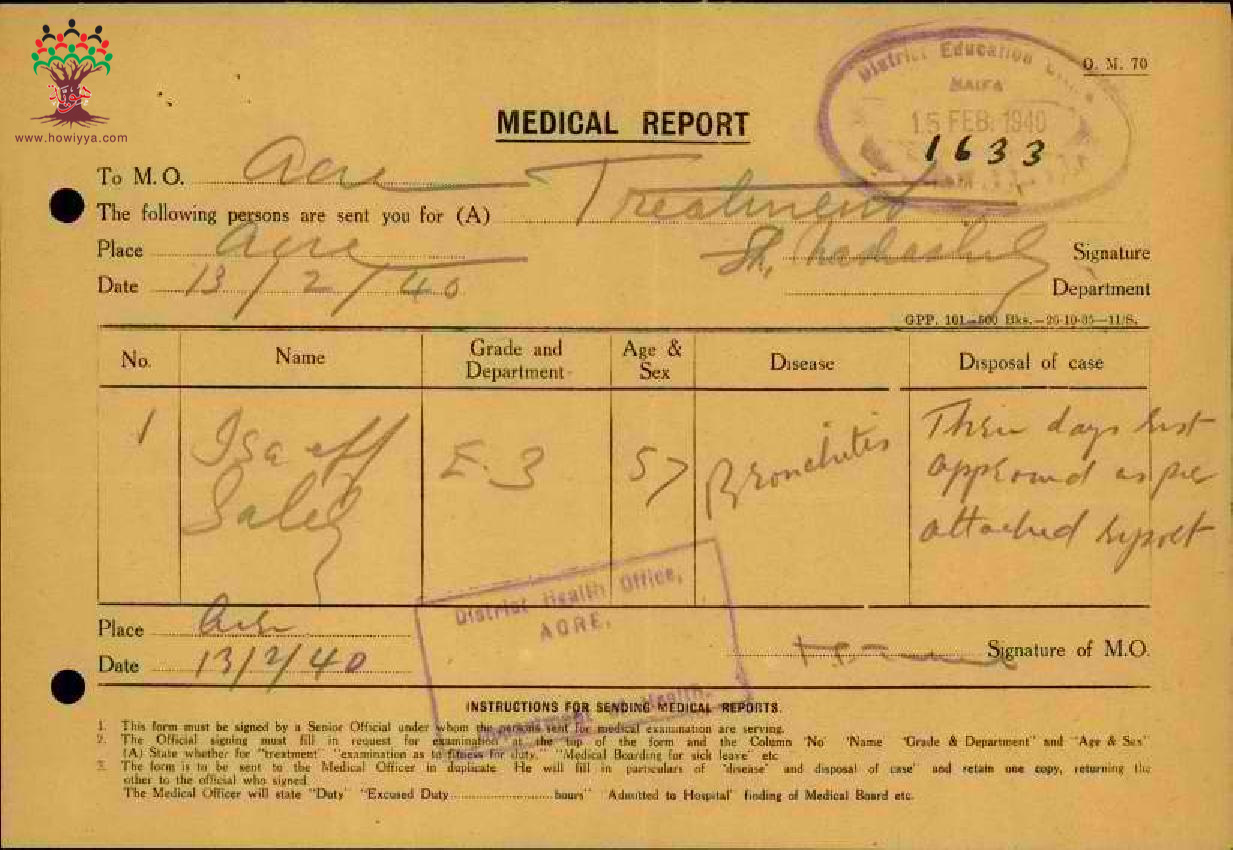 www.howiyya.com
District Education
HAIFA
15 FEB. 1940
1633
O. M. 70
MEDICAL REPORT
To M. O. Acre
The following persons are sent you for (A) Treatment
Place Acre Signature
Date 13/2/40 Department
GPP. 101—500 Bks.—26-10-35—11/S.
No. Name Grade and Department Age & Sex Disease Disposal of case
1 Isa eff Saleh E.3 57 Bronchitis Three days rest
approved as per
attached report
District Health Office,
ACRE.
Department of Health.
Place Acre
Date 13/2/40 Signature of M.O.
INSTRUCTIONS FOR SENDING MEDICAL REPORTS.
1. This form must be signed by a Senior Official under whom the persons sent for medical examination are serving.
2. The Official signing must fill in request for examination at the top of the form and the Column "No" "Name" "Grade & Department" and "Age & Sex"
(A) State whether for "treatment" "examination as to fitness for duty." "Medical Boarding for sick leave" etc
3. The form is to be sent to the Medical Officer in duplicate. He will fill in particulars of "disease" and disposal of case" and retain one copy, returning the
other to the official who signed.
The Medical Officer will state "Duty" "Excused Duty..........hours" "Admitted to Hospital" finding of Medical Board etc.